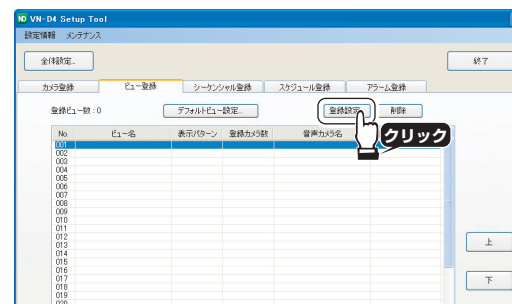 VN-D4 Setup Tool
設定情報 メンテナンス
全体設定... 終了
カメラ登録 ビュー登録 シーケンシャル登録 スケジュール登録 アラーム登録
登録ビュー数 : 0 デフォルトビュー設定... 登録設定 削除
クリック
No. ビュー名 表示パターン 登録カメラ数 音声カメラ名
001
002
003
004
005
006
007
008
009
010
011
012
013
014
015
016
017
018
019
020
上
下